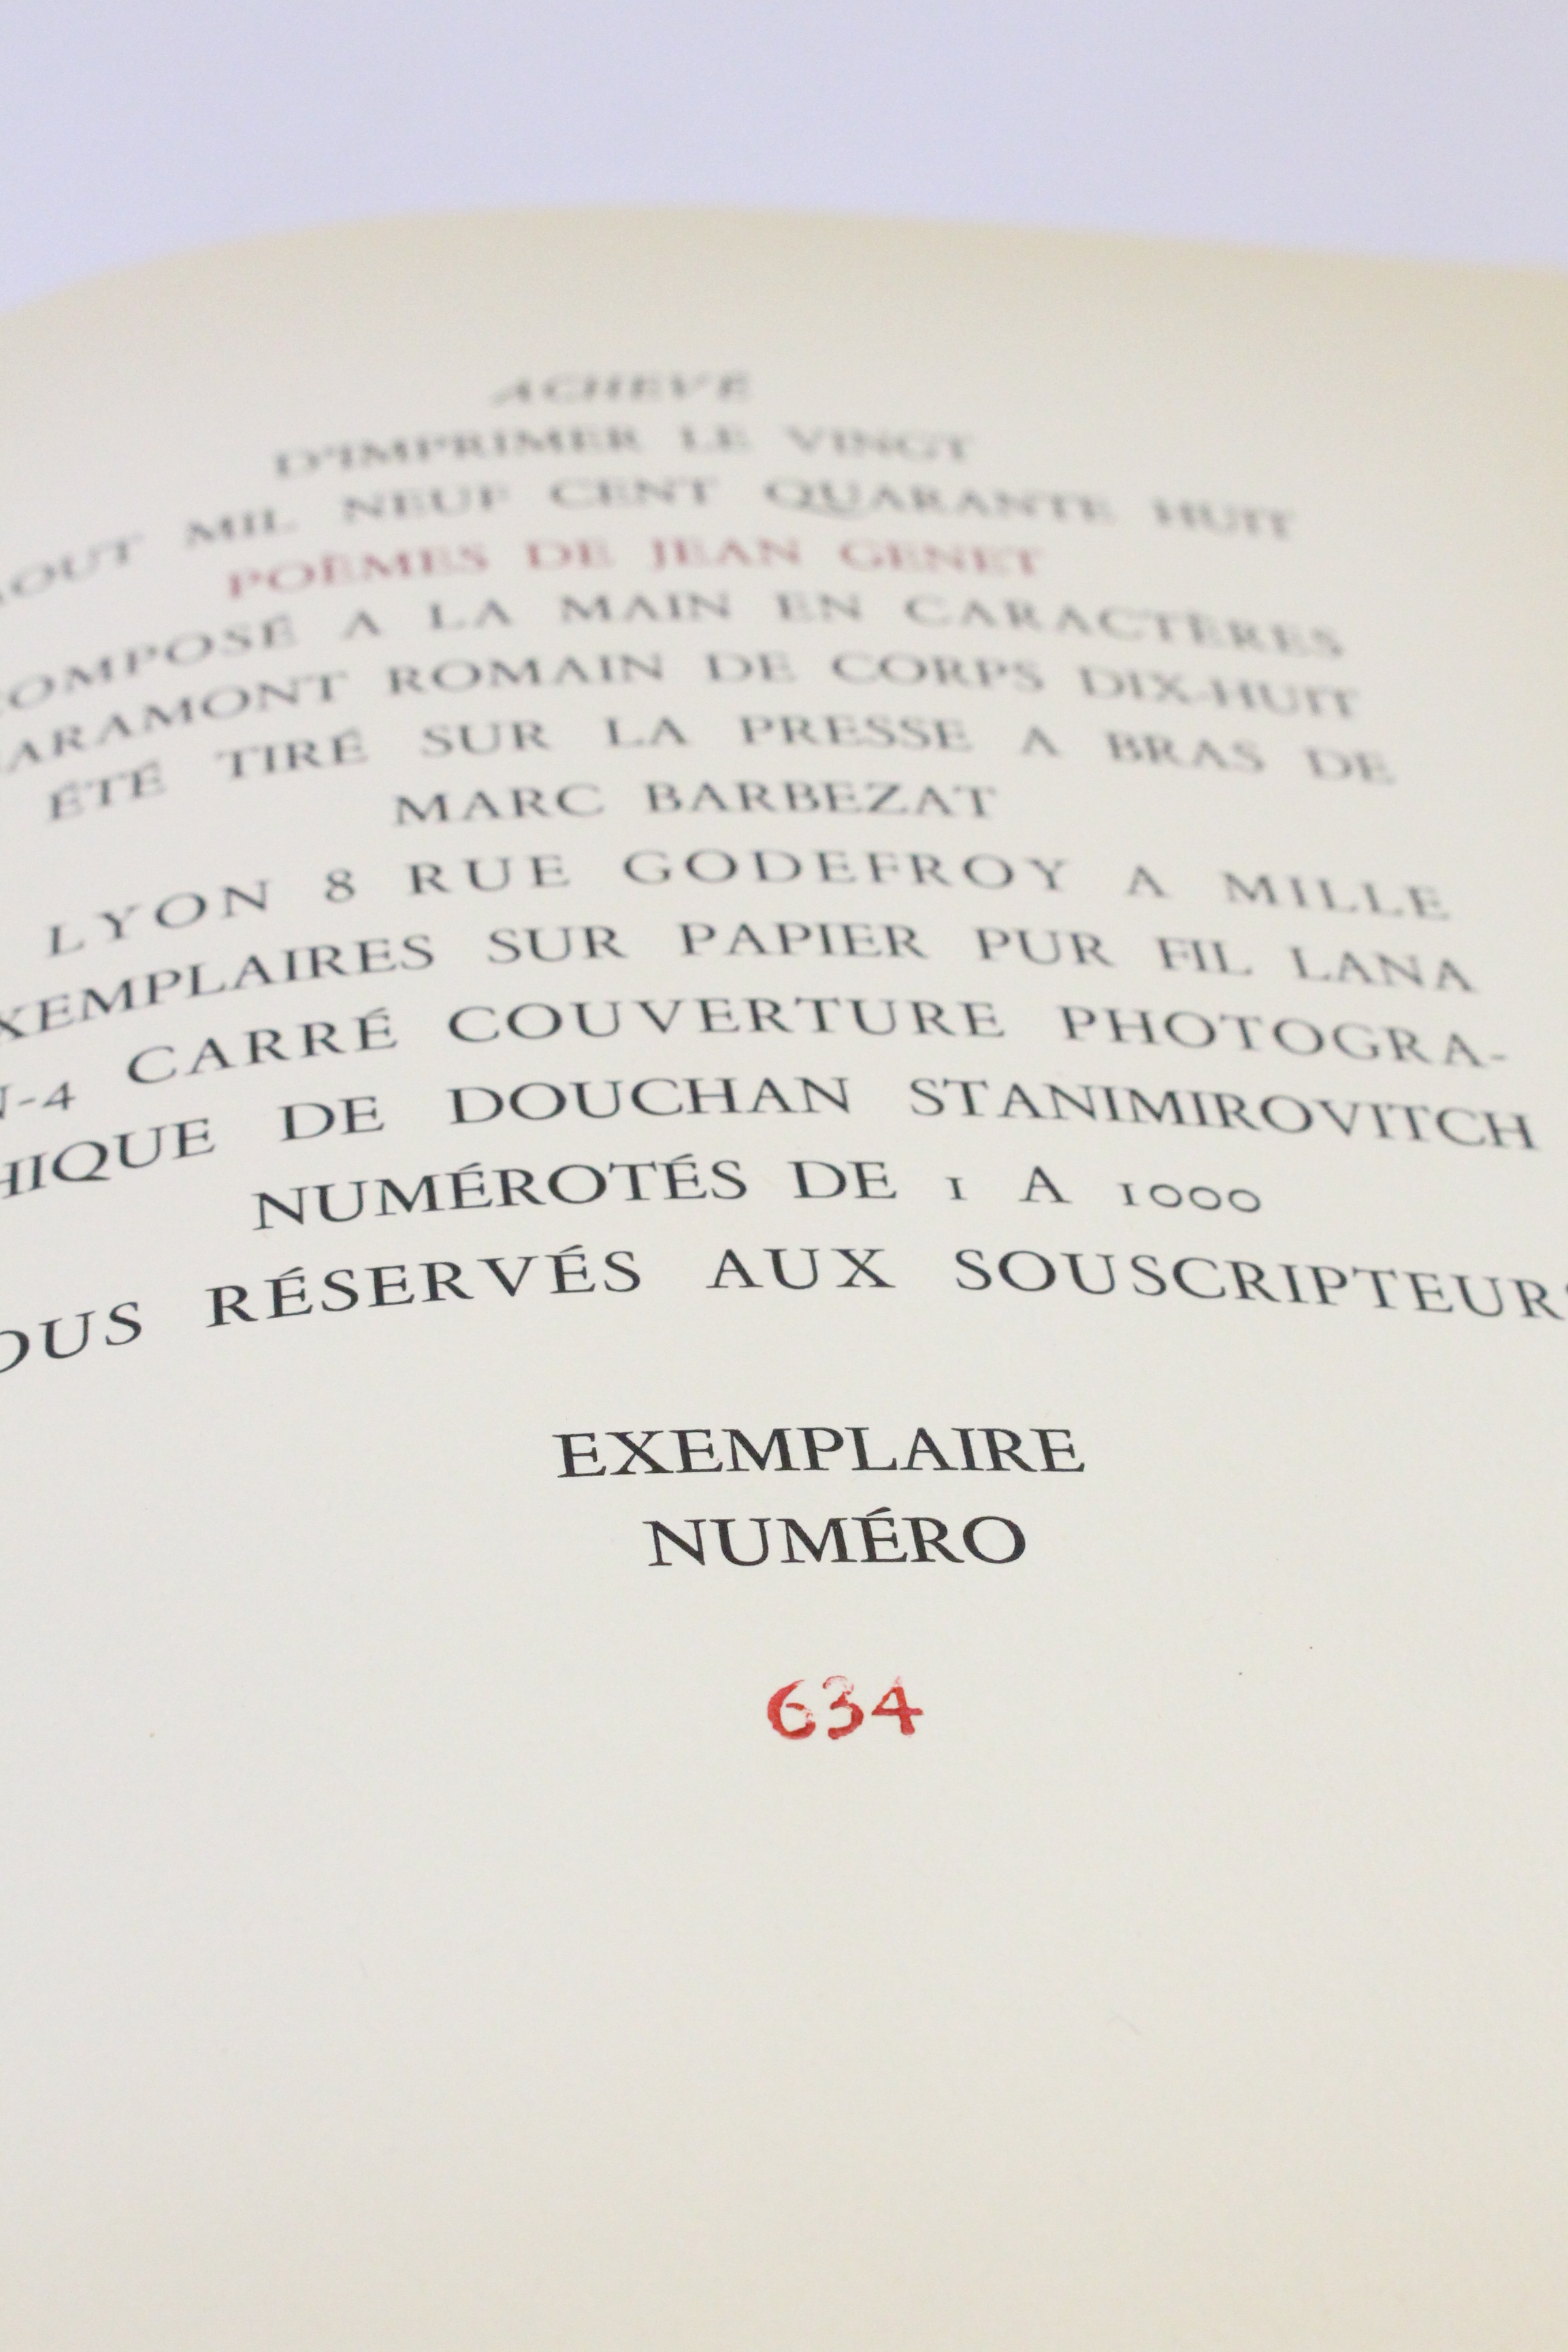 ACHEVÉ
D'IMPRIMER LE VINGT
AOUT MIL NEUF CENT QUARANTE HUIT
POÈMES DE JEAN GENET
COMPOSÉ A LA MAIN EN CARACTÈRES
GARAMONT ROMAIN DE CORPS DIX-HUIT
ÉTÉ TIRÉ SUR LA PRESSE A BRAS DE
MARC BARBEZAT
LYON 8 RUE GODEFROY A MILLE
EXEMPLAIRES SUR PAPIER PUR FIL LANA
IN-4 CARRÉ COUVERTURE PHOTOGRA-
HIQUE DE DOUCHAN STANIMIROVITCH
NUMÉROTÉS DE 1 A 1000
OUS RÉSERVÉS AUX SOUSCRIPTEURS
EXEMPLAIRE
NUMÉRO
634